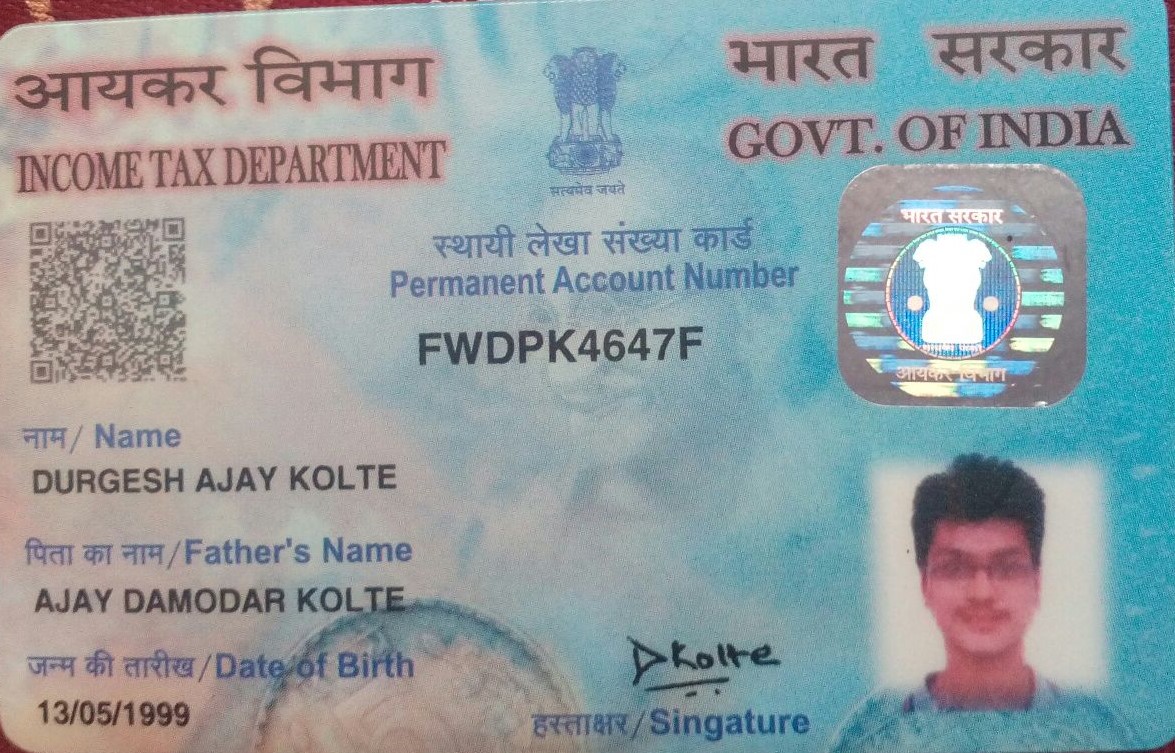 आयकर विभाग
INCOME TAX DEPARTMENT
सत्यमेव जयते
भारत सरकार
GOVT. OF INDIA
स्थायी लेखा संख्या कार्ड
Permanent Account Number
FWDPK4647F
भारत सरकार
आयकर विभाग
नाम/ Name
DURGESH AJAY KOLTE
पिता का नाम/Father's Name
AJAY DAMODAR KOLTE
जन्म की तारीख/Date of Birth
13/05/1999
DKolte
हस्ताक्षर/Singature